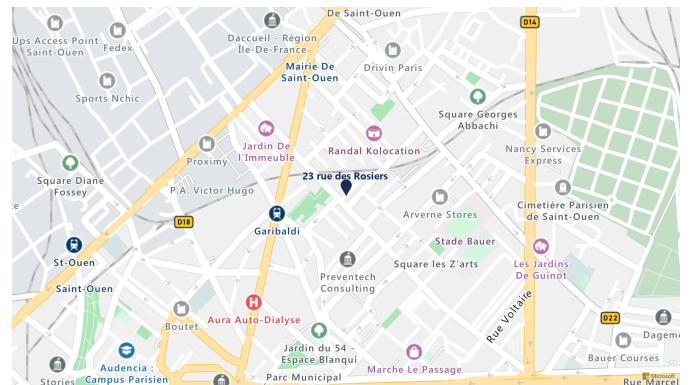 De Saint-Ouen
D14
Daccueil - Région
Île-De-France
Ups Access Point
Saint-Ouen
Fedex
Mairie De
Saint-Ouen
Drivin Paris
Sports Nchic
Square Georges
Abbachi
Jardin De
l'Immeuble
Randal Kolocation
Nancy Services
Express
Proximy
23 rue des Rosiers
Square Diane
Fossey
P.A. Victor Hugo
D18
Garibaldi
Arverne Stores
Cimetière Parisien
de Saint-Ouen
Stade Bauer
St-Ouen
Saint-Ouen
Preventech
Consulting
Square les Z'arts
Les Jardins
De Guinot
Aura Auto-Dialyse
Rue Voltaire
D22
Boutet
Dageme
Jardin du 54 -
Espace Blanqui
Bauer Courses
Audencia :
Campus Parisien
Marche Le Passage
Stories
Parc Municipal
Microsoft
Rue Marcel